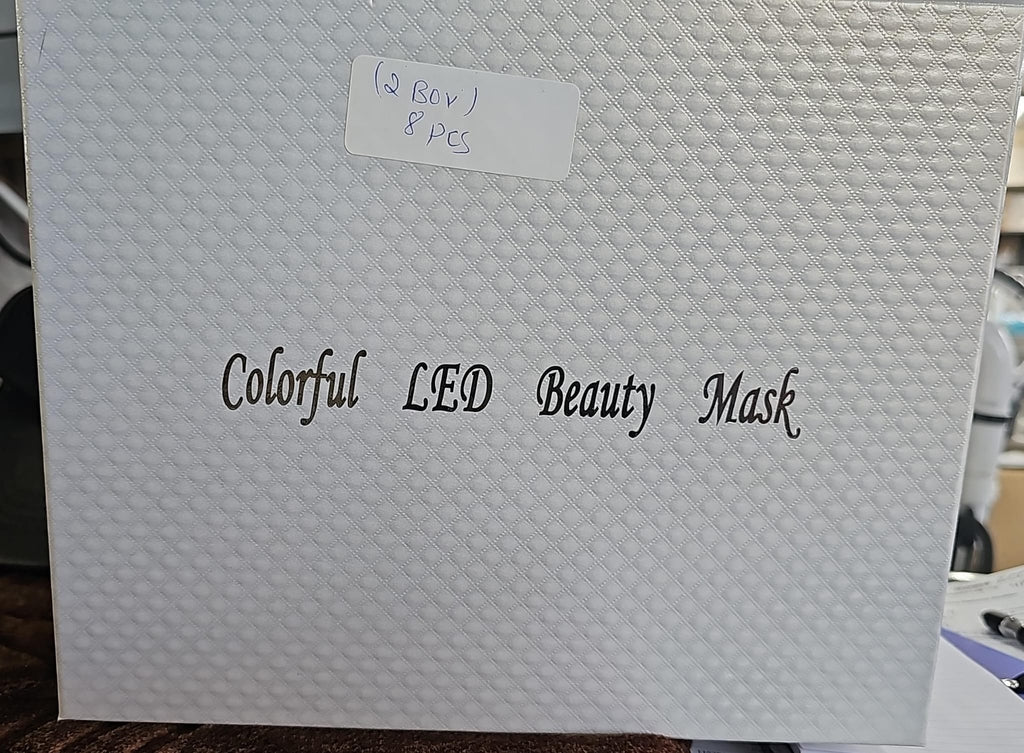 (2 Box)
8 PCS
Colorful LED Beauty Mask